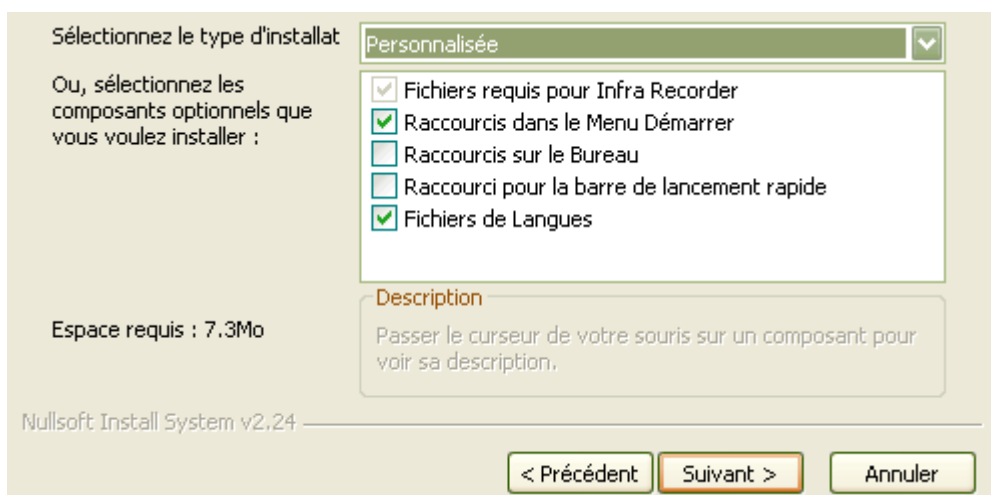 Sélectionnez le type d'installat
Personnalisée
Ou, sélectionnez les
composants optionnels que
vous voulez installer :
Fichiers requis pour Infra Recorder
Raccourcis dans le Menu Démarrer
Raccourcis sur le Bureau
Raccourci pour la barre de lancement rapide
Fichiers de Langues
Espace requis : 7.3Mo
Description
Passer le curseur de votre souris sur un composant pour
voir sa description.
Nullsoft Install System v2.24
< Précédent
Suivant >
Annuler